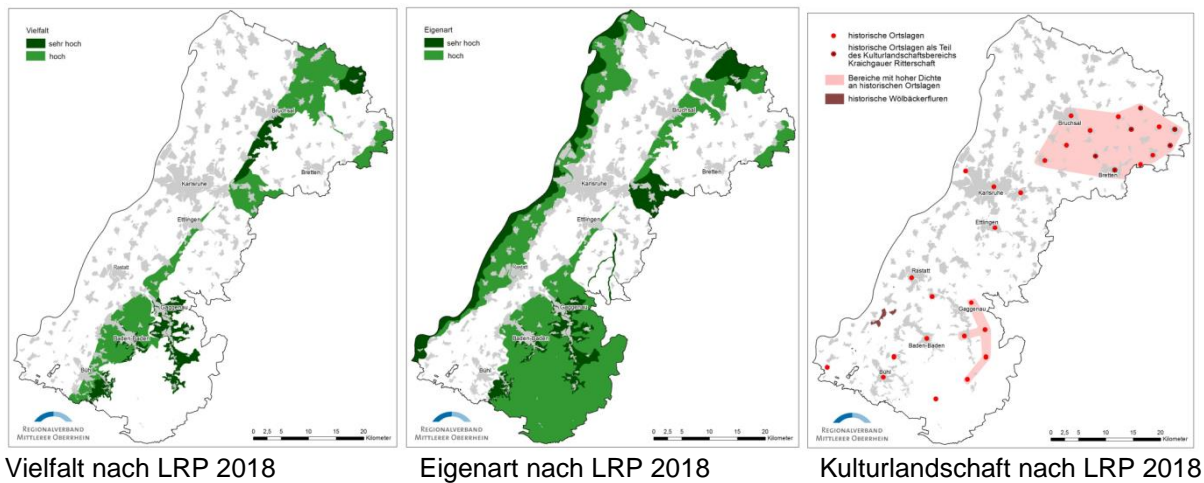 Vielfalt
sehr hoch
hoch
Bruchsal
Bretten
Karlsruhe
Ettingen
Rastatt
Gaggenau
Baden-Baden
Bühl
REGIONALVERBAND
MITTLERER OBERRHEIN
0 2,5 5 10 15 20
Kilometer
Vielfalt nach LRP 2018
Eigenart
sehr hoch
hoch
Bruchsal
Bretten
Karlsruhe
Ettlingen
Rastatt
Gaggenau
Baden-Baden
Bühl
REGIONALVERBAND
MITTLERER OBERRHEIN
0 2,5 5 10 15 20
Kilometer
Eigenart nach LRP 2018
historische Ortslagen
historische Ortslagen als Teil
des Kulturlandschaftsbereichs
Kraichgauer Ritterschaft
Bereiche mit hoher Dichte
an historischen Ortslagen
historische Wölbäckerfluren
Bruchsal
Bretten
Karlsruhe
Ettlingen
Rastatt
Gaggenau
Baden-Baden
Bühl
REGIONALVERBAND
MITTLERER OBERRHEIN
0 2,5 5 10 15 20
Kilometer
Kulturlandschaft nach LRP 2018